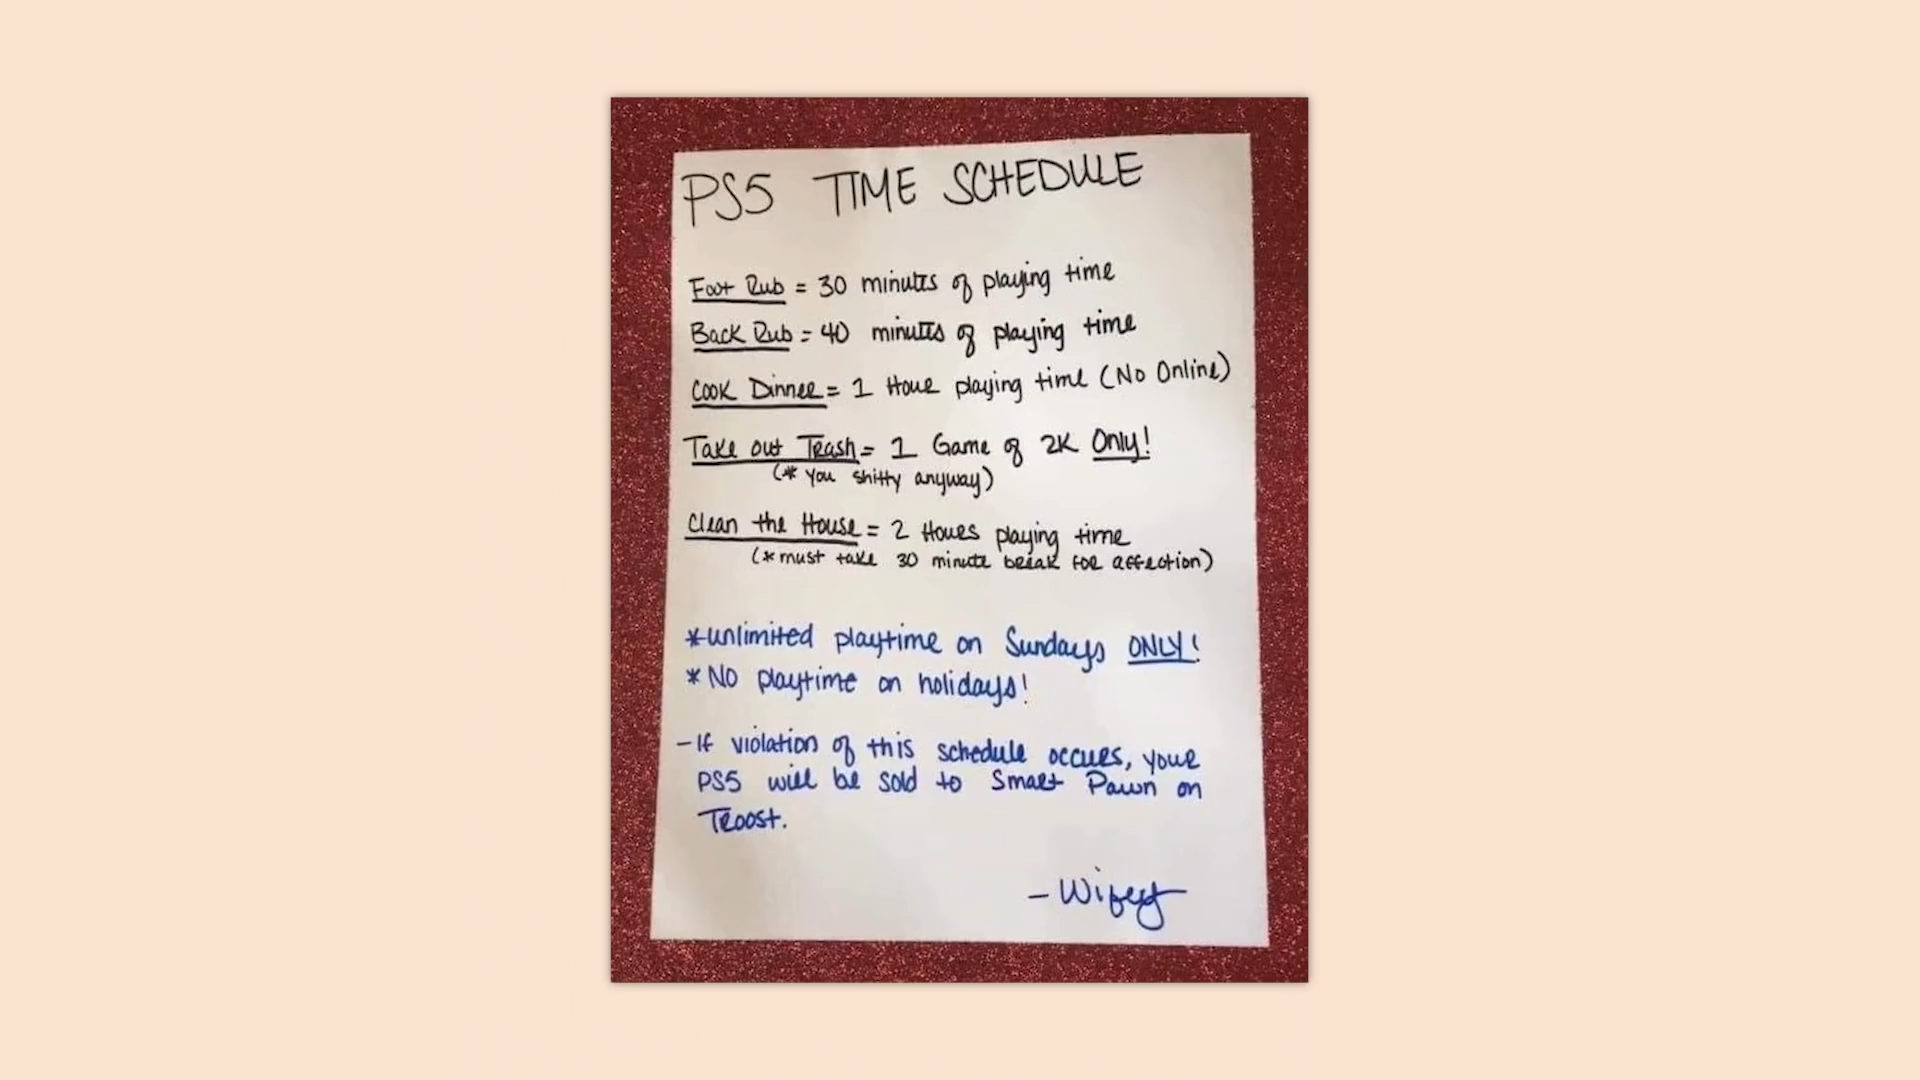 PS5 TIME SCHEDULE
Foot Rub = 30 minutes of playing time
Back Rub = 40 minutes of playing time
Cook Dinner = 1 Hour playing time (No Online)
Take out Trash = 1 Game of 2K Only!
(* you shitty anyway)
Clean the House = 2 Hours playing time
(*must take 30 minute break for affection)
*unlimited playtime on Sundays ONLY!
*No playtime on holidays!
- If violation of this schedule occurs, your
PS5 will be sold to Smart Pawn on
Troost.
- Wifey